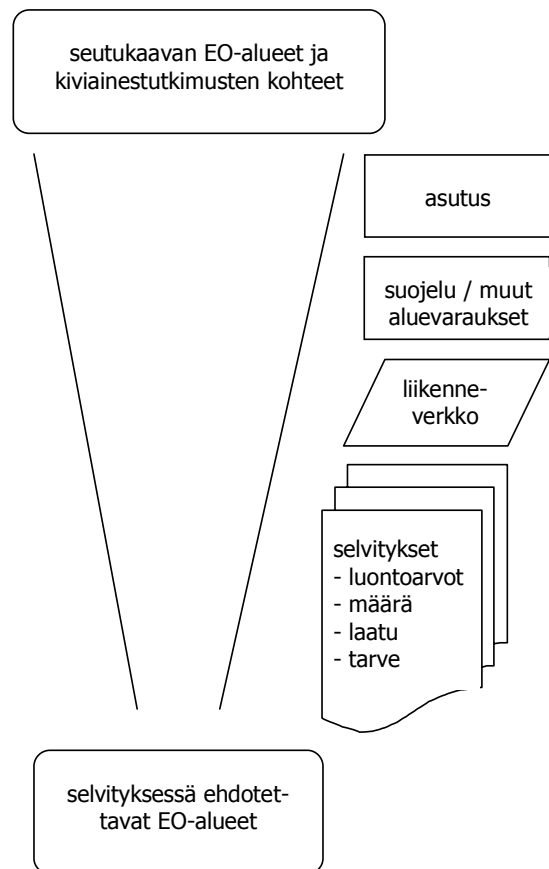 seutukaavan EO-alueet ja
kiviainestutkimusten kohteet
asutus
suojelu / muut
aluevaraukset
liikenne-
verkko
selvitykset
- luontoarvot
- määrä
- laatu
- tarve
selvityksessä ehdotet-
tavat EO-alueet